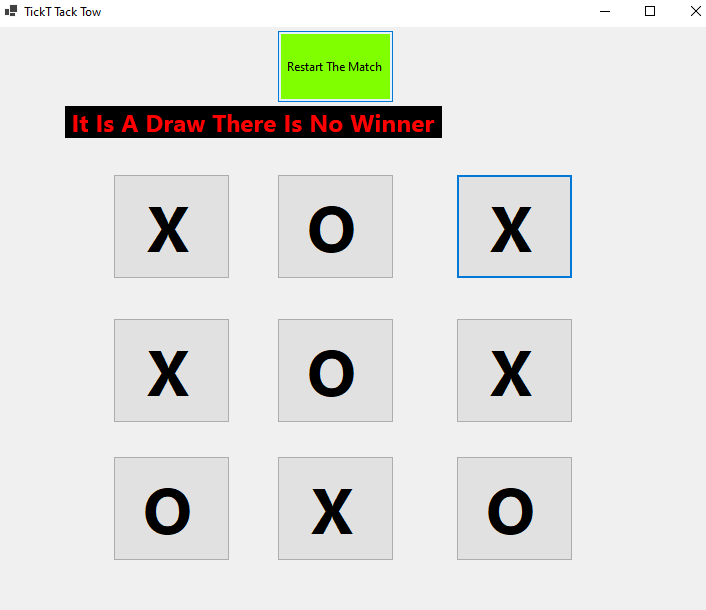 TickT Tack Tow
Restart The Match
It Is A Draw There Is No Winner
X O X
X O X
O X O